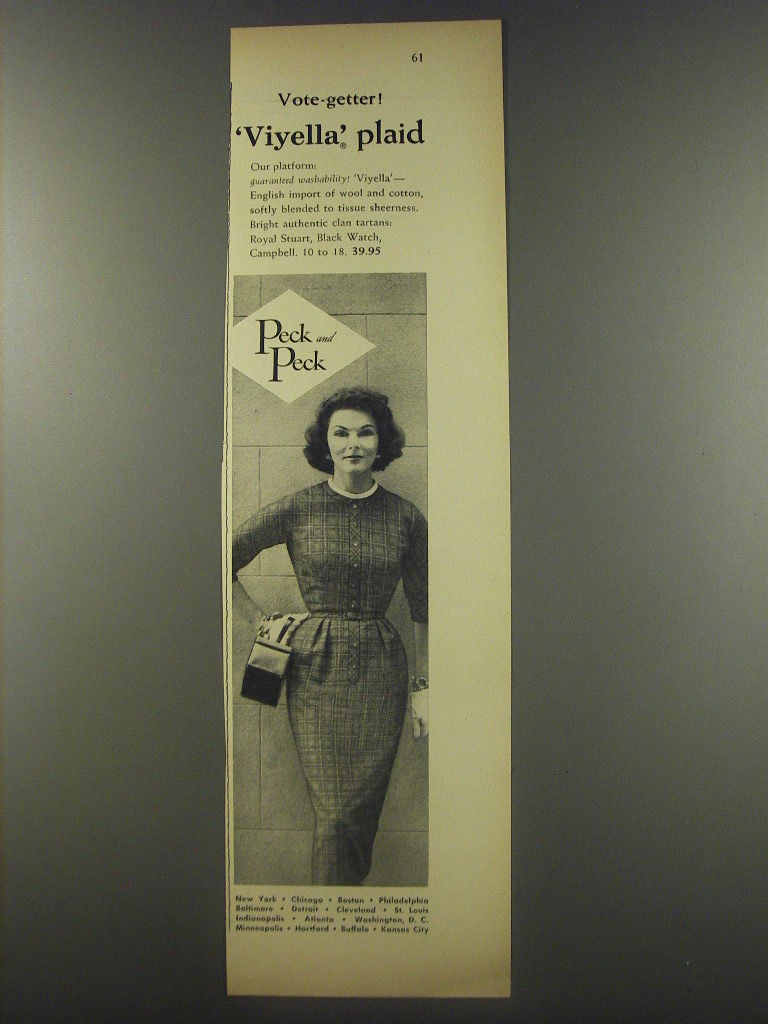 61
Vote-getter!
‘Viyella’® plaid
Our platform:
guaranteed washability! ‘Viyella’—
English import of wool and cotton,
softly blended to tissue sheerness.
Bright authentic clan tartans:
Royal Stuart, Black Watch,
Campbell. 10 to 18. 39.95
Peck and
Peck
New York • Chicago • Boston • Philadelphia
Baltimore • Detroit • Cleveland • St. Louis
Indianapolis • Atlanta • Washington, D. C.
Minneapolis • Hartford • Buffalo • Kansas City